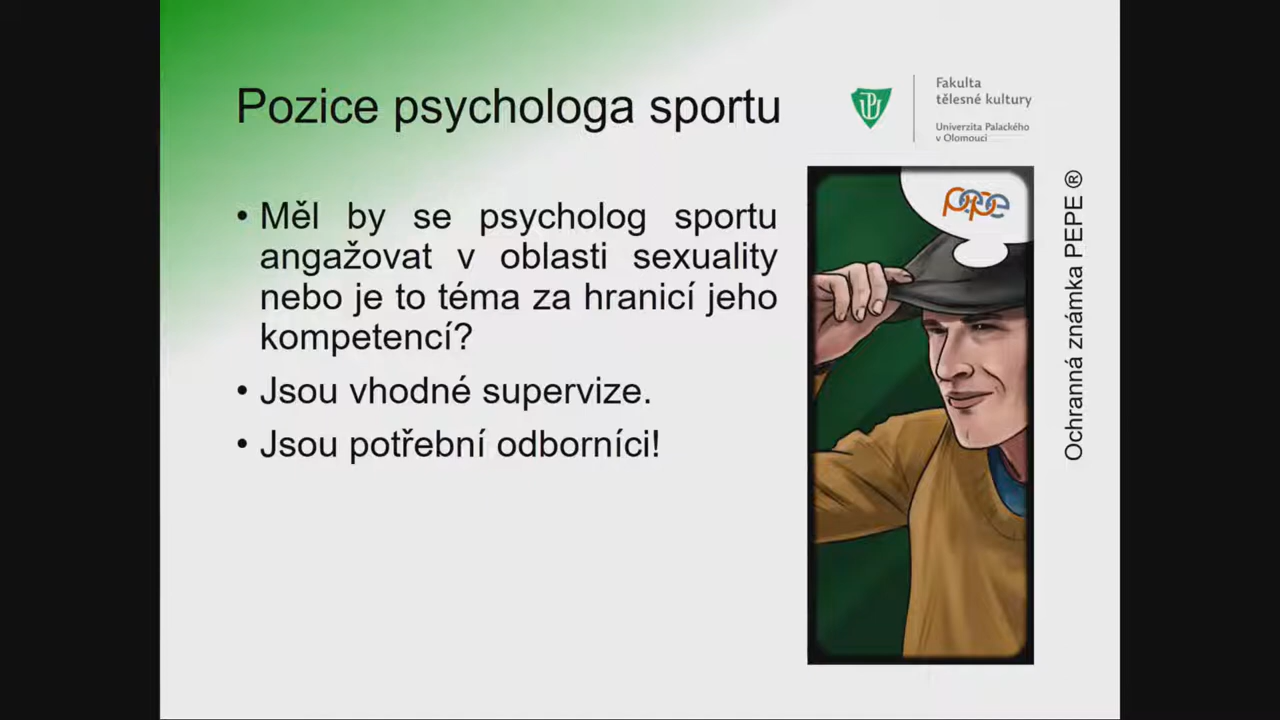 Pozice psychologa sportu
Fakulta
tělesné kultury
Univerzita Palackého
v Olomouci
• Měl by se psycholog sportu
angažovat v oblasti sexuality
nebo je to téma za hranicí jeho
kompetencí?
• Jsou vhodné supervize.
• Jsou potřební odborníci!
pepe
Ochranná známka PEPE ®